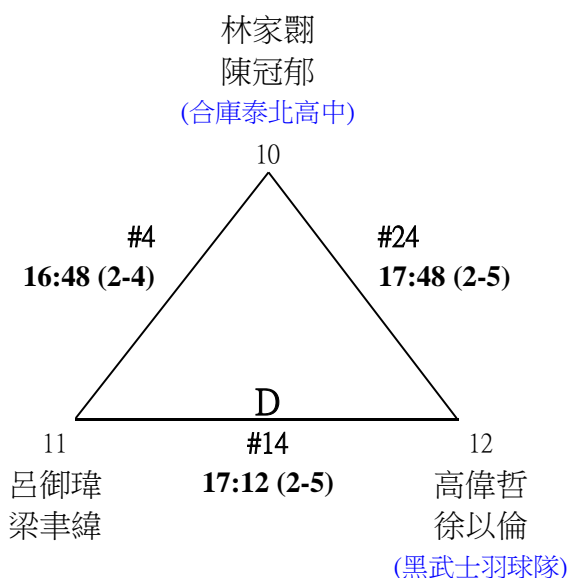 林家翾
陳冠郁
(合庫泰北高中)
10
#4
#24
16:48 (2-4)
17:48 (2-5)
D
11
#14
12
呂御瑋
17:12 (2-5)
高偉哲
梁聿緯
徐以倫
(黑武士羽球隊)